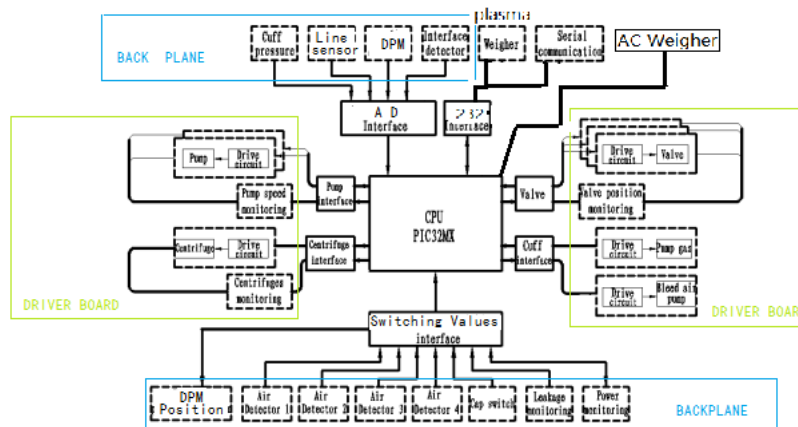 plasma
Cuff
pressure
Line
sensor
DPM
Interface
detector
Weigher
Serial
communication
AC Weigher
BACK PLANE
A D
Interface
232
Interface
Pump
Drive
circuit
Pump speed
monitoring
Pump
interface
Drive
circuit
Valve
Valve position
monitoring
Valve
CPU
PIC32MX
Centrifuge
Drive
circuit
Centrifuges
monitoring
Centrifuge
interface
Cuff
interface
Drive
circuit
Pump gas
Drive
circuit
Bleed air
pump
DRIVER BOARD
DRIVER BOAR
Switching Values
interface
DPM
Position
Air
Detector 1
Air
Detector 2
Air
Detector 3
Air
Detector 4
Cap switch
Leakage
monitoring
Power
monitoring
BACKPLANE